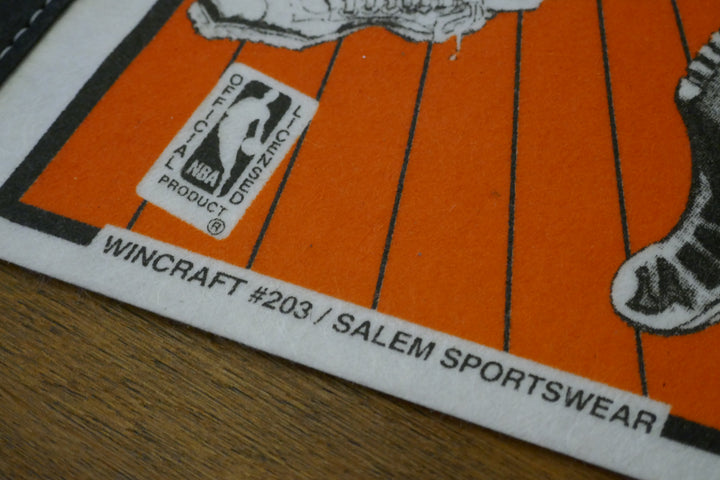 OFFICIAL
LICENSED
NBA
PRODUCT
®
WINCRAFT #203 / SALEM SPORTSWEAR